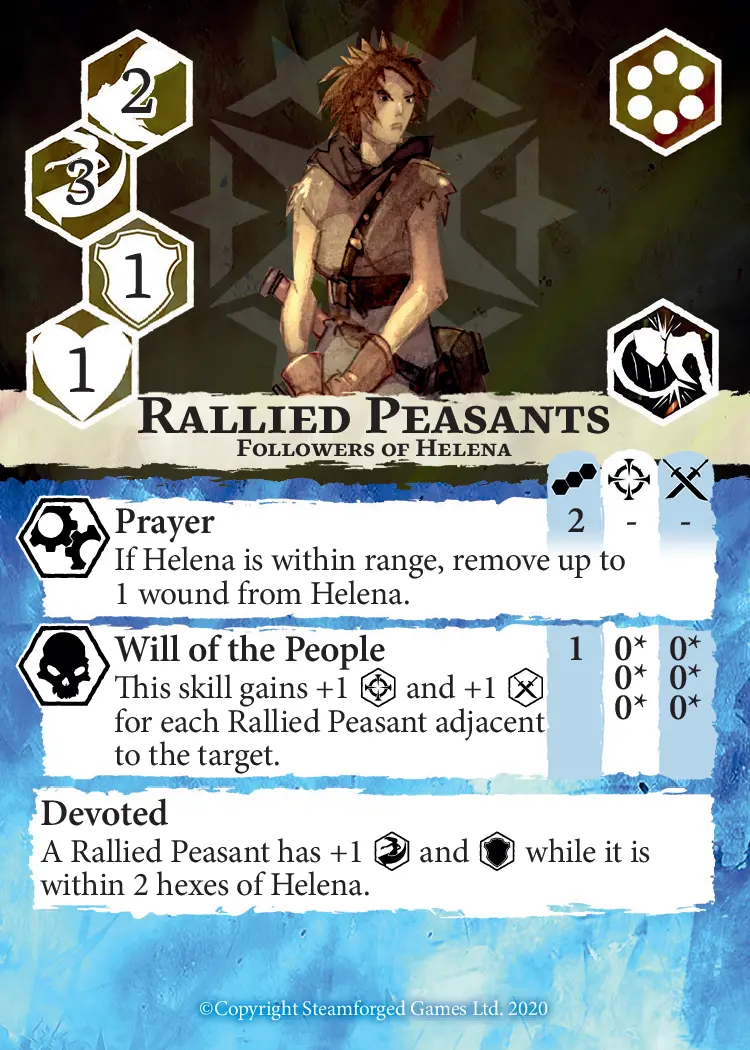 2
3
1
1
Rallied Peasants
Followers of Helena
Prayer 2 - -
If Helena is within range, remove up to
1 wound from Helena.
Will of the People 1 0* 0*
0* 0*
0* 0*
This skill gains +1 and +1
for each Rallied Peasant adjacent
to the target.
Devoted
A Rallied Peasant has +1 and while it is
within 2 hexes of Helena.
©Copyright Steamforged Games Ltd. 2020